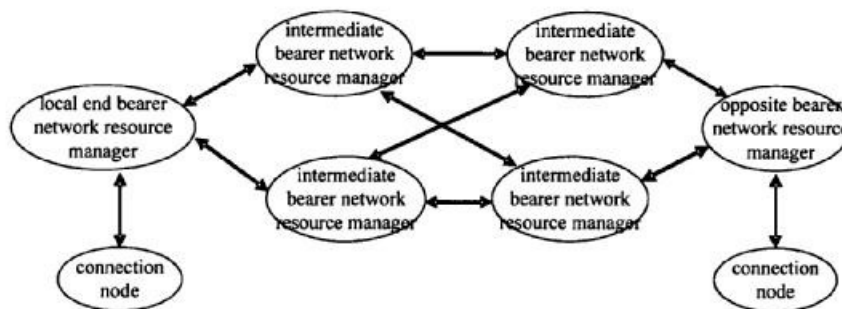 intermediate
bearer network
resource manager
intermediate
bearer network
resource manager
local end bearer
network resource
manager
opposite bearer
network resource
manager
intermediate
bearer network
resource manager
intermediate
bearer network
resource manager
connection
node
connection
node